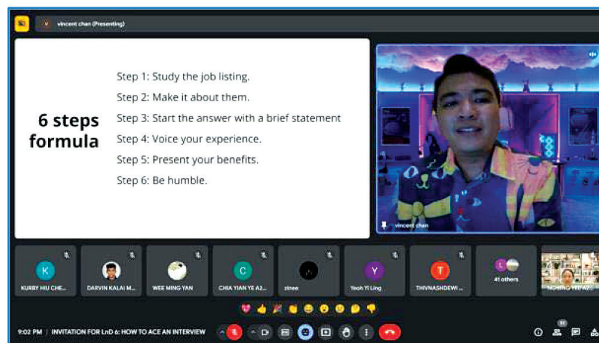 vincent chan (Presenting)
6 steps
formula
Step 1: Study the job listing.
Step 2: Make it about them.
Step 3: Start the answer with a brief statement
Step 4: Voice your experience.
Step 5: Present your benefits.
Step 6: Be humble.
vincent chan
K
C
Y
T
L
KURBY HIU CHE...
DARVIN KALAI M...
WEE MING YAN
CHIA YIAN YE A2...
zinee
Yeoh Yi Ling
THIVNASHDEWI ...
41 others
9:02 PM | INVITATION FOR LnD 6: HOW TO ACE AN INTERVIEW